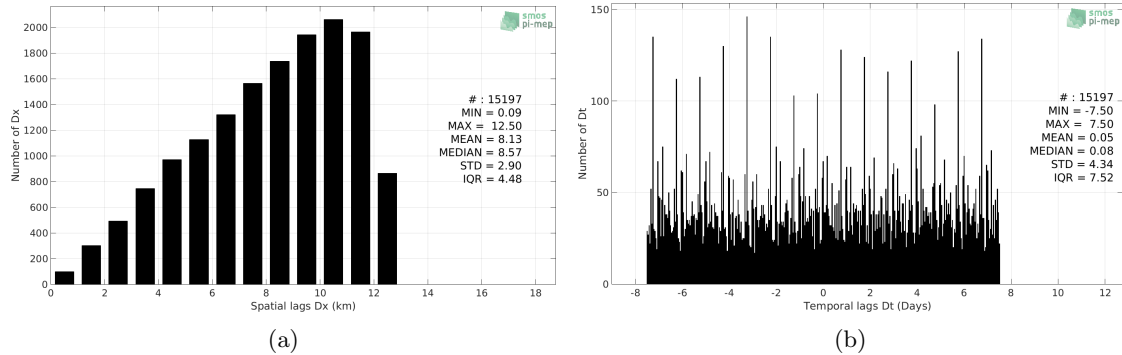 smos
pi-mep
2000
1800
1600
1400
1200
1000
800
600
400
200
0
Number of Dx
# : 15197
MIN = 0.09
MAX = 12.50
MEAN = 8.13
MEDIAN = 8.57
STD = 2.90
IQR = 4.48
0 2 4 6 8 10 12 14 16 18
Spatial lags Dx (km)
(a)
smos
pi-mep
150
100
50
0
Number of Dt
# : 15197
MIN = -7.50
MAX = 7.50
MEAN = 0.05
MEDIAN = 0.08
STD = 4.34
IQR = 7.52
-8 -6 -4 -2 0 2 4 6 8 10 12
Temporal lags Dt (Days)
(b)